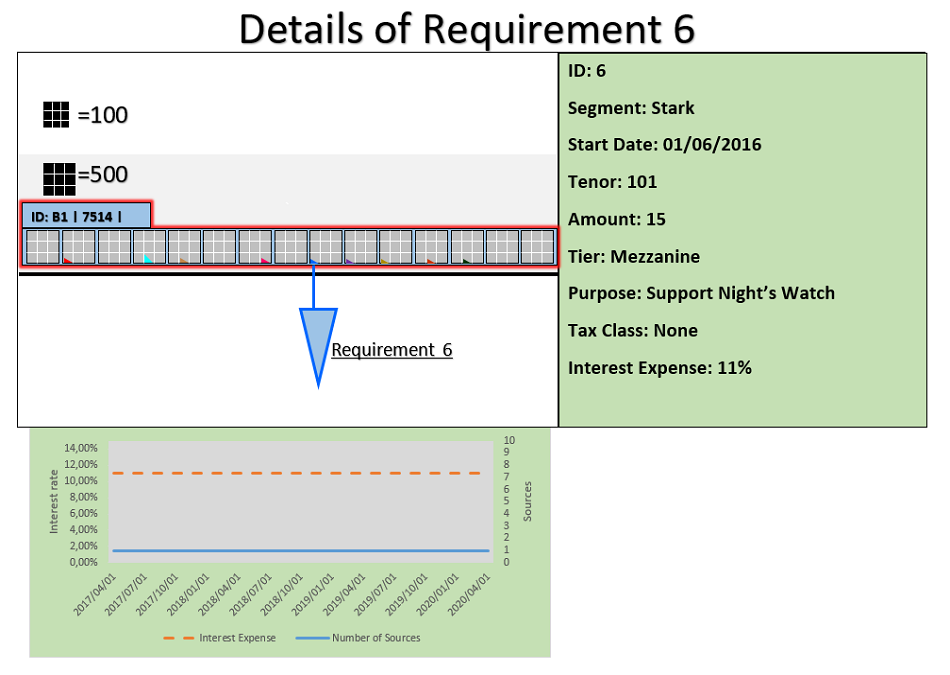 Details of Requirement 6
=100
=500
ID: B1 | 7514 |
Requirement 6
ID: 6
Segment: Stark
Start Date: 01/06/2016
Tenor: 101
Amount: 15
Tier: Mezzanine
Purpose: Support Night's Watch
Tax Class: None
Interest Expense: 11%
Interest rate
14,00%
12,00%
10,00%
8,00%
6,00%
4,00%
2,00%
0,00%
10
9
8
7
6
5
4
3
2
1
0
Sources
2017/04/01
2017/07/01
2017/10/01
2018/01/01
2018/04/01
2018/07/01
2018/10/01
2019/01/01
2019/04/01
2019/07/01
2019/10/01
2020/01/01
2020/04/01
Interest Expense
Number of Sources